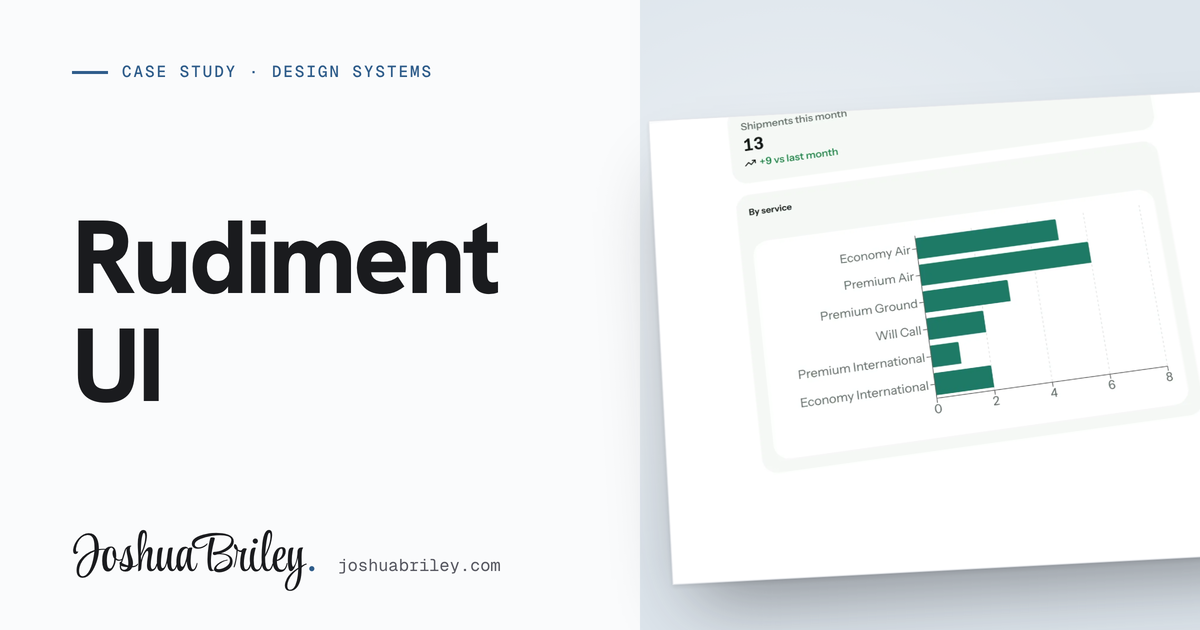 CASE STUDY · DESIGN SYSTEMS
Rudiment
UI
JoshuaBriley.
joshuabriley.com
Shipments this month
13
+9 vs last month
By service
Economy Air
Premium Air
Premium Ground
Will Call
Premium International
Economy International
0 2 4 6 8